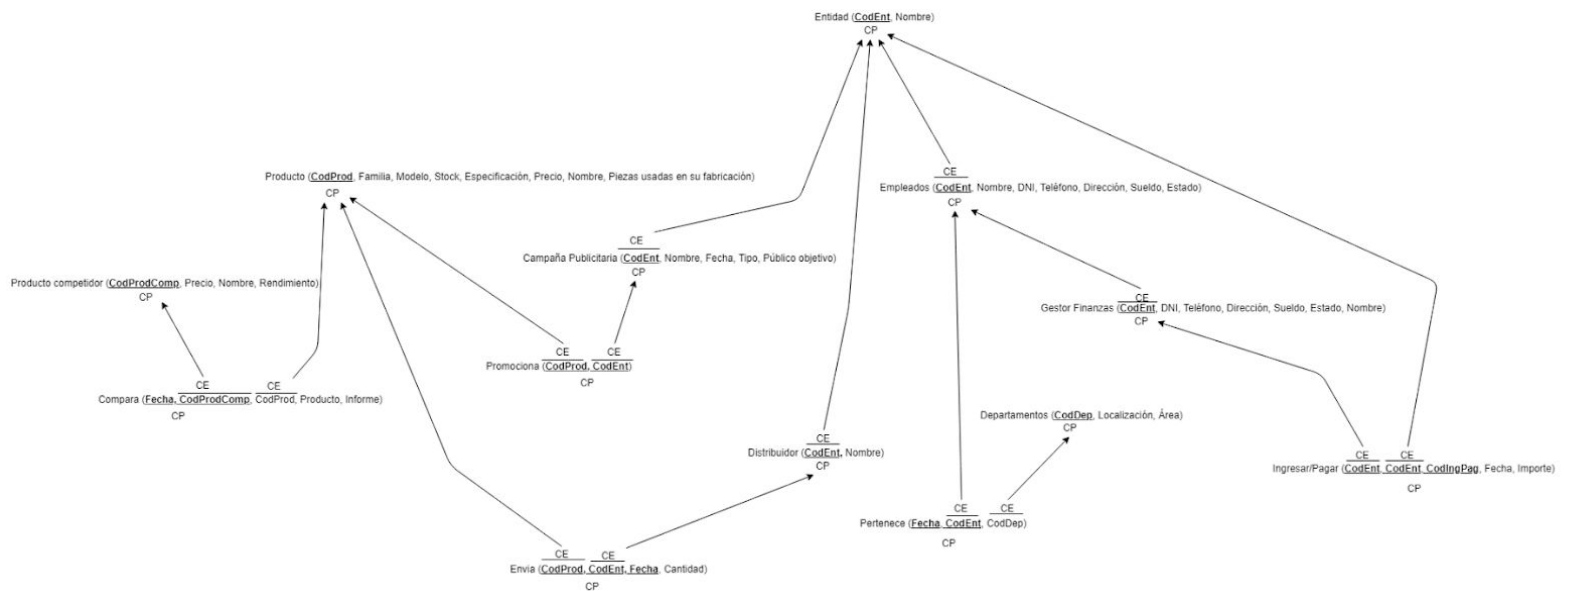 Entidad (CodEnt, Nombre)
CP
CE
Producto (CodProd, Familia, Modelo, Stock, Especificación, Precio, Nombre, Piezas usadas en su fabricación)
CP
Empleados (CodEnt, Nombre, DNI, Teléfono, Dirección, Sueldo, Estado)
CP
CE
Campaña Publicitaria (CodEnt, Nombre, Fecha, Tipo, Público objetivo)
CP
Producto competidor (CodProdComp, Precio, Nombre, Rendimiento)
CP
CE
Gestor Finanzas (CodEnt, DNI, Teléfono, Dirección, Sueldo, Estado, Nombre)
CP
CE CE
Promociona (CodProd, CodEnt)
CP
CE CE
Compara (Fecha, CodProdComp, CodProd, Producto, Informe)
CP
Departamentos (CodDep, Localización, Área)
CP
CE
Distribuidor (CodEnt, Nombre)
CP
CE CE
Ingresar/Pagar (CodEnt, CodEnt, CodIngPag, Fecha, Importe)
CP
CE CE
Pertenece (Fecha, CodEnt, CodDep)
CP
CE CE
Envia (CodProd, CodEnt, Fecha, Cantidad)
CP